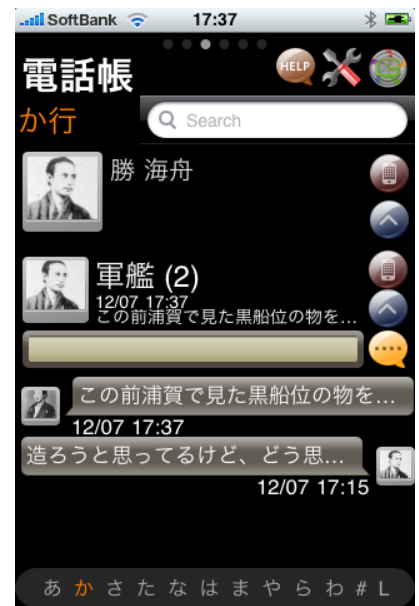 SoftBank 17:37
電話帳
HELP
か行
Search
勝 海舟
軍艦 (2)
12/07 17:37
この前浦賀で見た黒船位の物を...
この前浦賀で見た黒船位の物を...
12/07 17:37
造ろうと思ってるけど、どう思...
12/07 17:15
あ か さ た な は ま や ら わ # L